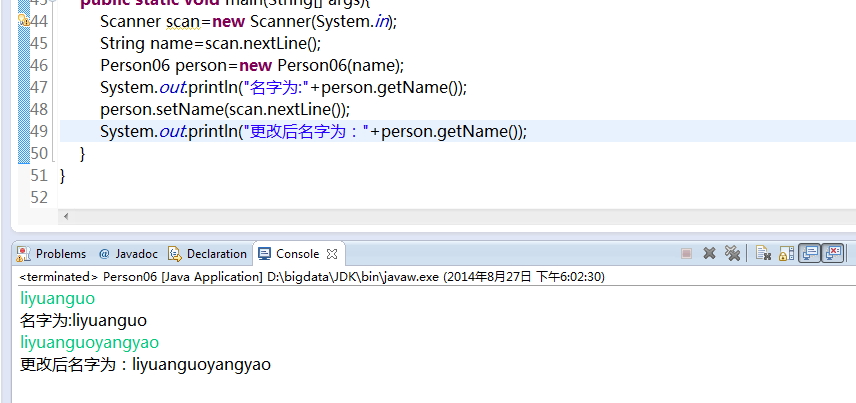 43 public static void main(String[] args){
44 Scanner scan=new Scanner(System.in);
45 String name=scan.nextLine();
46 Person06 person=new Person06(name);
47 System.out.println("名字为:"+person.getName());
48 person.setName(scan.nextLine());
49 System.out.println("更改后名字为："+person.getName());
50 }
51 }
52
Problems @ Javadoc Declaration Console
<terminated> Person06 [Java Application] D:\bigdata\JDK\bin\javaw.exe (2014年8月27日 下午6:02:30)
liyuanguo
名字为:liyuanguo
liyuanguoyangyao
更改后名字为：liyuanguoyangyao